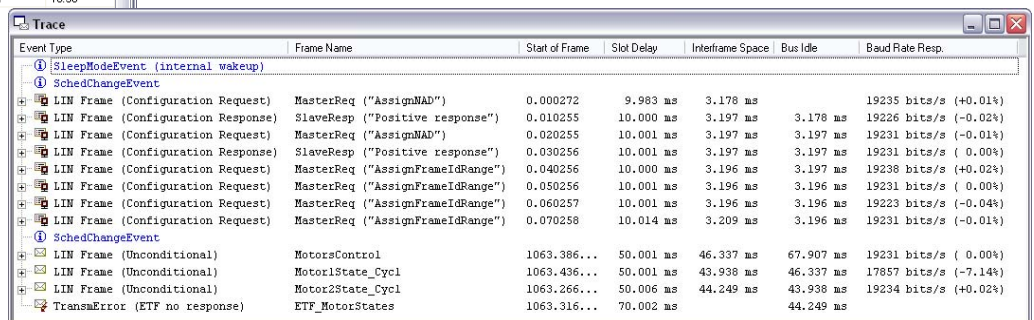 Trace
Event Type Frame Name Start of Frame Slot Delay Interframe Space Bus Idle Baud Rate Resp.
SleepModeEvent (internal wakeup)
SchedChangeEvent
LIN Frame (Configuration Request) MasterReq ("AssignNAD") 0.000272 9.983 ms 3.178 ms 19235 bits/s (+0.01%)
LIN Frame (Configuration Response) SlaveResp ("Positive response") 0.010255 10.000 ms 3.197 ms 3.178 ms 19226 bits/s (-0.02%)
LIN Frame (Configuration Request) MasterReq ("AssignNAD") 0.020255 10.001 ms 3.197 ms 3.197 ms 19231 bits/s (-0.01%)
LIN Frame (Configuration Response) SlaveResp ("Positive response") 0.030256 10.001 ms 3.197 ms 3.197 ms 19231 bits/s ( 0.00%)
LIN Frame (Configuration Request) MasterReq ("AssignFrameIdRange") 0.040256 10.000 ms 3.196 ms 3.197 ms 19238 bits/s (+0.02%)
LIN Frame (Configuration Request) MasterReq ("AssignFrameIdRange") 0.050256 10.001 ms 3.196 ms 3.196 ms 19231 bits/s ( 0.00%)
LIN Frame (Configuration Request) MasterReq ("AssignFrameIdRange") 0.060257 10.001 ms 3.196 ms 3.196 ms 19223 bits/s (-0.04%)
LIN Frame (Configuration Request) MasterReq ("AssignFrameIdRange") 0.070258 10.014 ms 3.209 ms 3.196 ms 19231 bits/s (-0.01%)
SchedChangeEvent
LIN Frame (Unconditional) MotorsControl 1063.386... 50.001 ms 46.337 ms 67.907 ms 19231 bits/s ( 0.00%)
LIN Frame (Unconditional) Motor1State_Cycl 1063.436... 50.001 ms 43.938 ms 46.337 ms 17857 bits/s (-7.14%)
LIN Frame (Unconditional) Motor2State_Cycl 1063.266... 50.006 ms 44.249 ms 43.938 ms 19234 bits/s (+0.02%)
TransmError (ETF no response) ETF_MotorStates 1063.316... 70.002 ms 44.249 ms